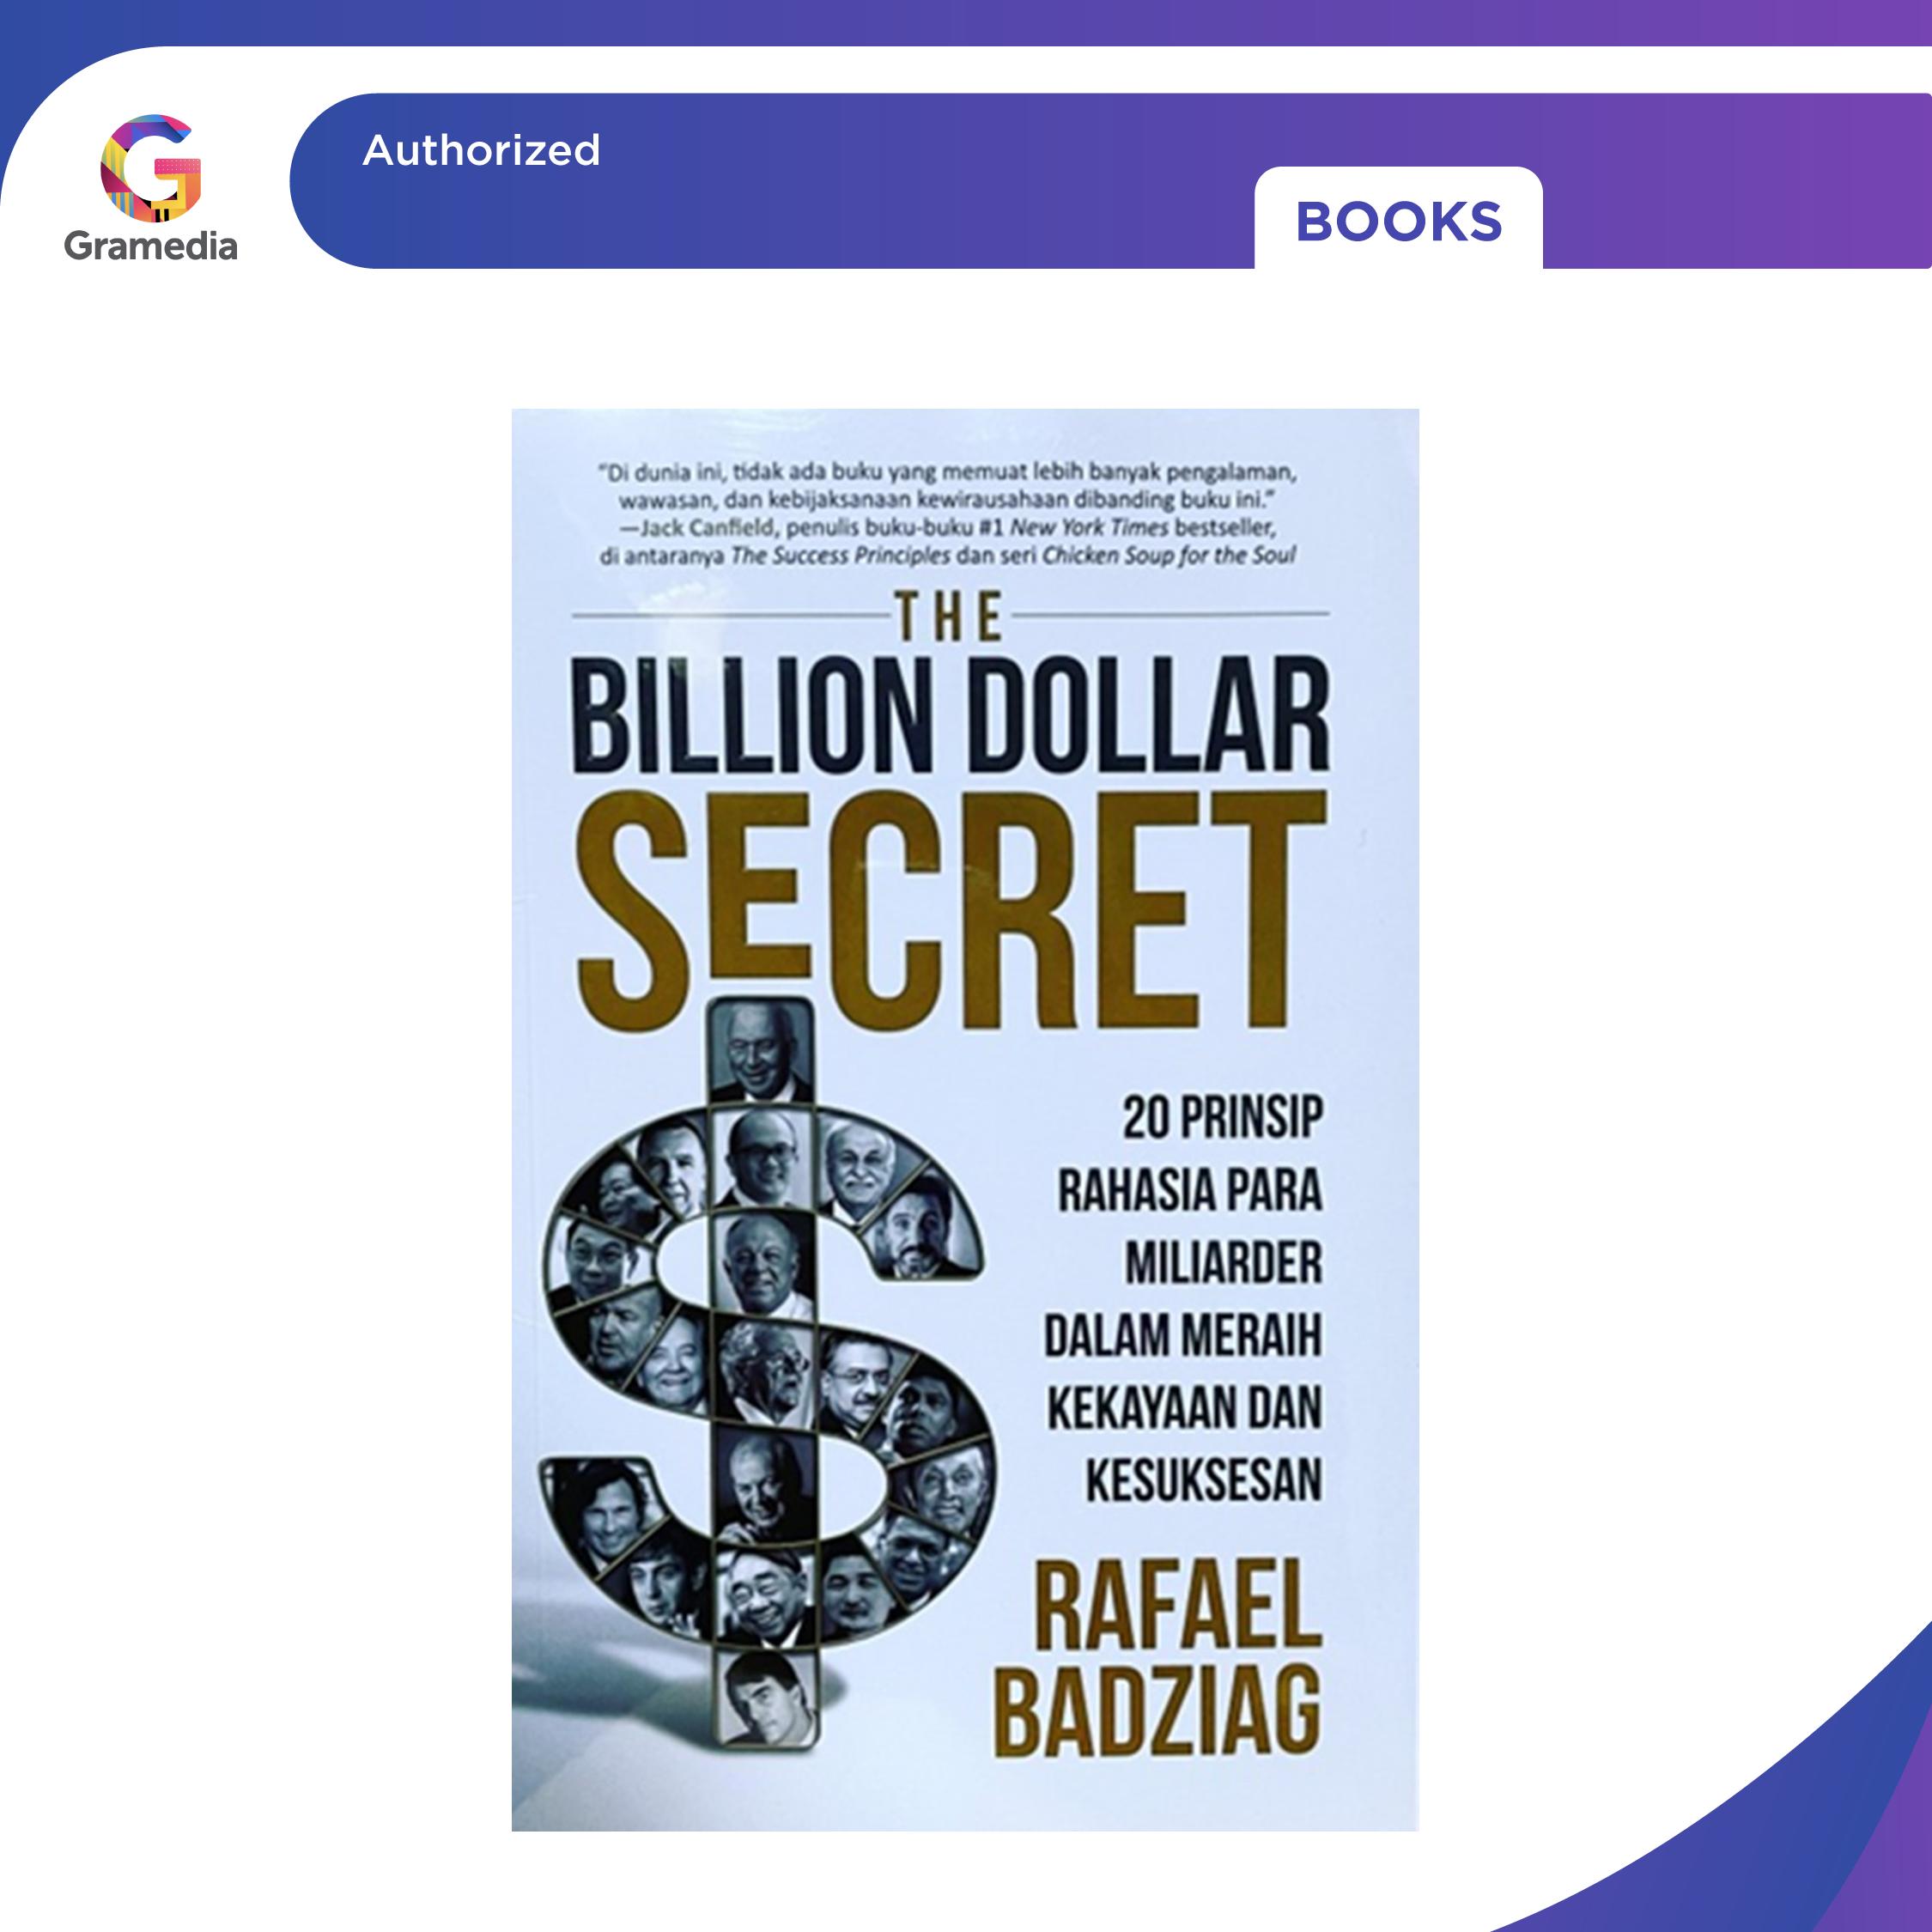 Gramedia
Authorized
BOOKS
“Di dunia ini, tidak ada buku yang memuat lebih banyak pengalaman,
wawasan, dan kebijaksanaan kewirausahaan dibanding buku ini.”
—Jack Canfield, penulis buku-buku #1 New York Times bestseller,
di antaranya The Success Principles dan seri Chicken Soup for the Soul
THE
BILLION DOLLAR
SECRET
20 PRINSIP
RAHASIA PARA
MILIARDER
DALAM MERAIH
KEKAYAAN DAN
KESUKSESAN
RAFAEL
BADZIAG